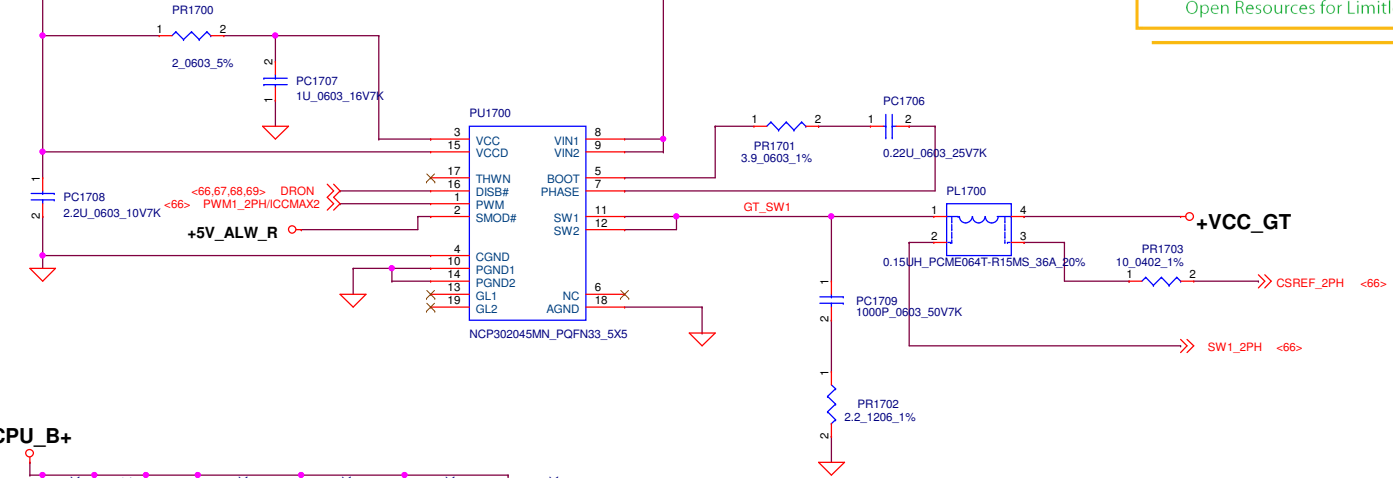 Open Resources for Limitl
PR1700
1 2
2_0603_5%
2
PC1707
1U_0603_16V7K
1
PU1700
3 VCC
15 VCCD
17 THWN
16 DISB#
1 PWM
2 SMOD#
4 CGND
10 PGND1
14 PGND2
13 GL1
19 GL2
VIN1 8
VIN2 9
BOOT 5
PHASE 7
SW1 11
SW2 12
NC 6
AGND 18
NCP302045MN_PQFN33_5X5
1
PC1708
2
2.2U_0603_10V7K
<66,67,68,69> DRON
<66> PWM1_2PH/ICCMAX2
+5V_ALW_R
1 2
PR1701
3.9_0603_1%
PC1706
1 2
0.22U_0603_25V7K
GT_SW1
PL1700
1 4
2 3
0.15UH_PCME064T-R15MS_36A_20%
+VCC_GT
PR1703
10_0402_1%
1 2
CSREF_2PH <66>
SW1_2PH <66>
1
PC1709
1000P_0603_50V7K
2
1
PR1702
2.2_1206_1%
2
CPU_B+